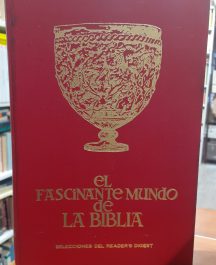 el
FASCINANTE MUNDO
de
LA BIBLIA
SELECCIONES DEL READER'S DIGEST